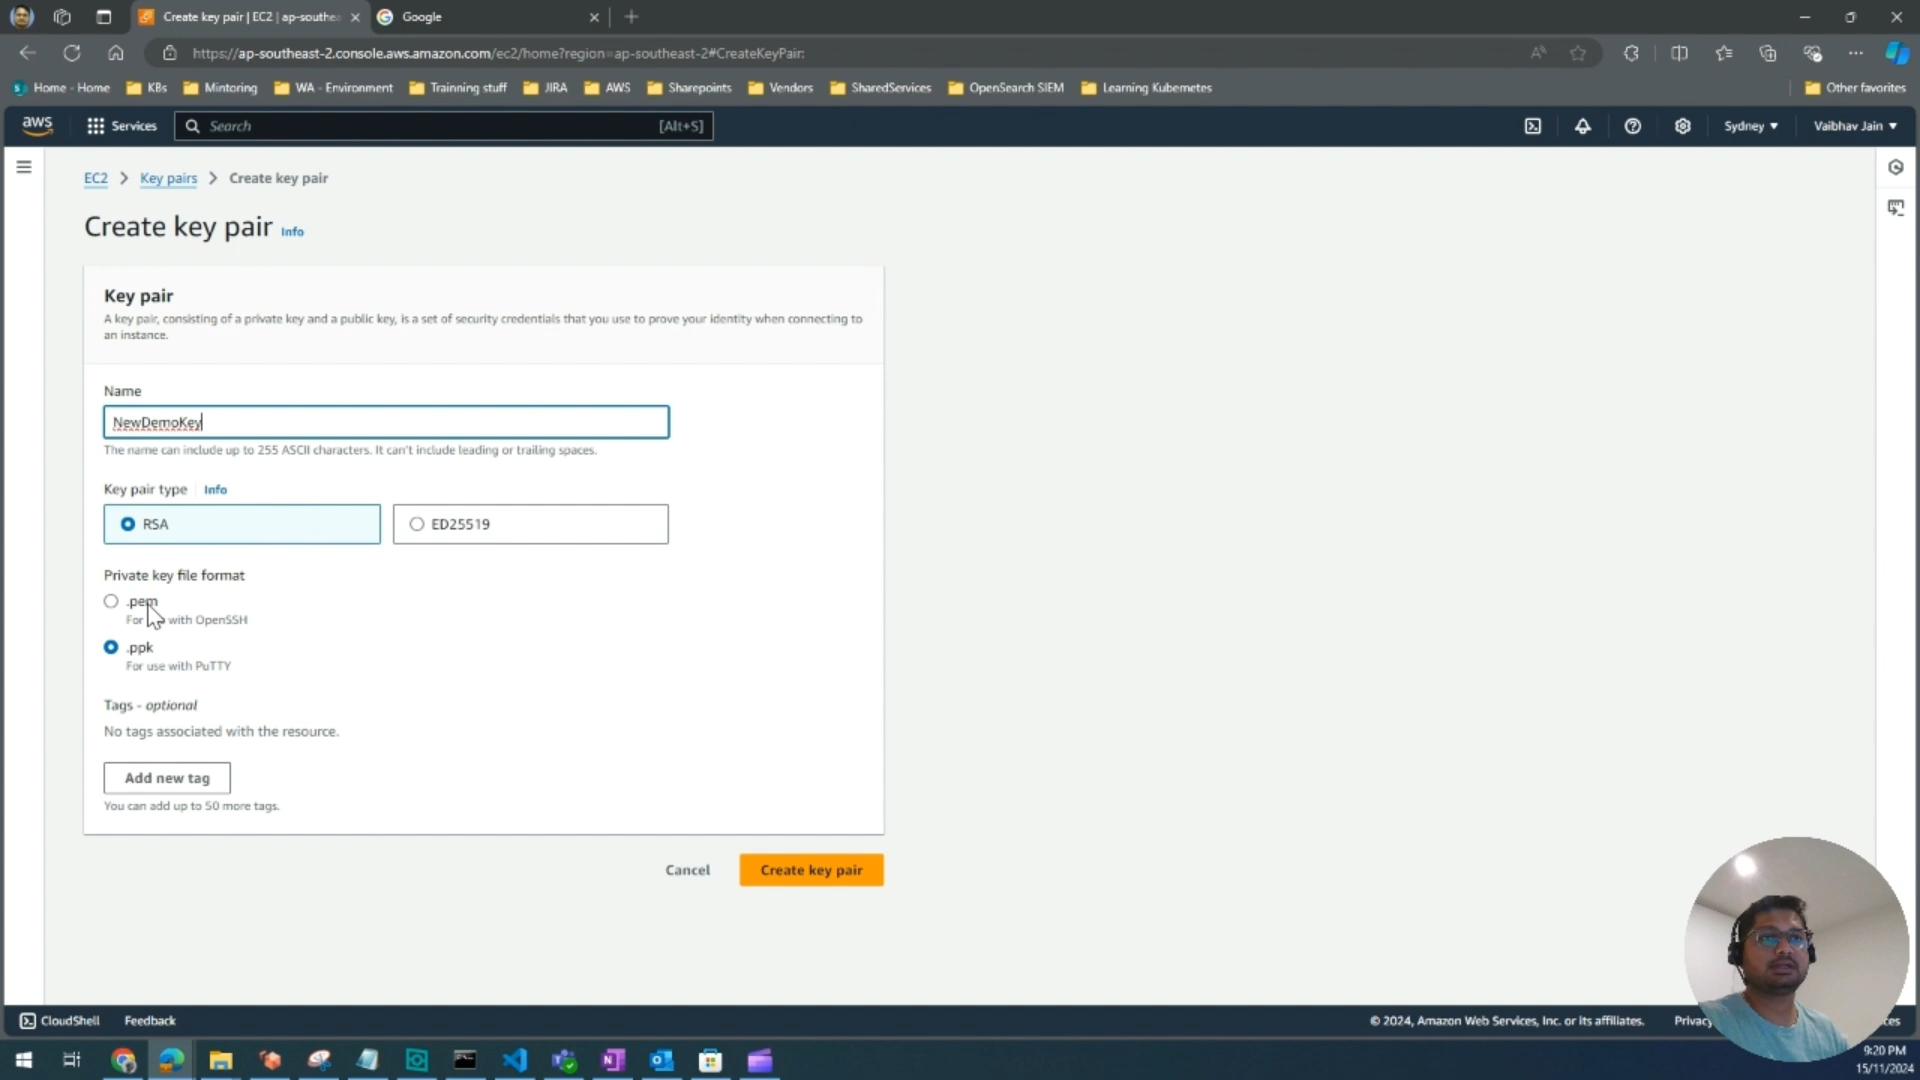 Create key pair | EC2 | ap-southea
Google
https://ap-southeast-2.console.aws.amazon.com/ec2/home?region=ap-southeast-2#CreateKeyPair:
Home - Home
KBs
Mintoring
WA - Environment
Trainning stuff
JIRA
AWS
Sharepoints
Vendors
SharedServices
OpenSearch SIEM
Learning Kubernetes
Other favorites
aws
Services
Search
[Alt+S]
Sydney
Vaibhav Jain
EC2 > Key pairs > Create key pair
Create key pair Info
Key pair
A key pair, consisting of a private key and a public key, is a set of security credentials that you use to prove your identity when connecting to
an instance.
Name
NewDemoKey
The name can include up to 255 ASCII characters. It can't include leading or trailing spaces.
Key pair type Info
RSA
ED25519
Private key file format
.pem
For with OpenSSH
.ppk
For use with PuTTY
Tags - optional
No tags associated with the resource.
Add new tag
You can add up to 50 more tags.
Cancel
Create key pair
CloudShell
Feedback
© 2024, Amazon Web Services, Inc. or its affiliates.
Privacy
9:20 PM
15/11/2024